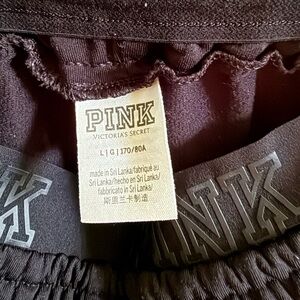 PINK
VICTORIA'S SECRET
L | G | 170/80A
made in Sri Lanka/fabriqué au
Sri Lanka/hecho en Sri Lanka/
fabbricato in Sri Lanka/
斯里兰卡制造
K
INK